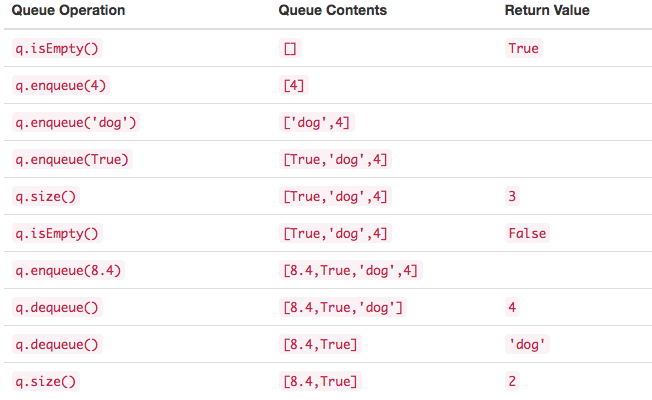 Queue Operation Queue Contents Return Value
q.isEmpty() [] True
q.enqueue(4) [4]
q.enqueue('dog') ['dog',4]
q.enqueue(True) [True,'dog',4]
q.size() [True,'dog',4] 3
q.isEmpty() [True,'dog',4] False
q.enqueue(8.4) [8.4,True,'dog',4]
q.dequeue() [8.4,True,'dog'] 4
q.dequeue() [8.4,True] 'dog'
q.size() [8.4,True] 2